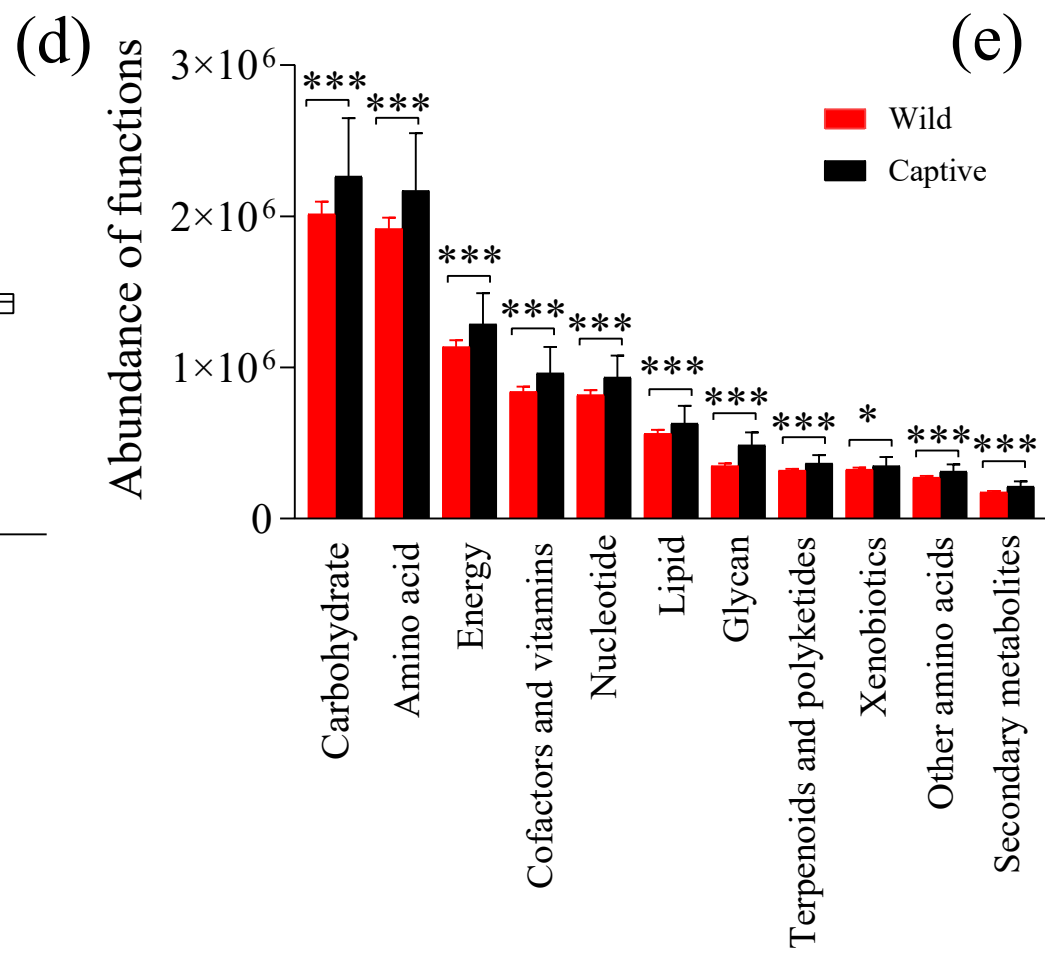 (d)
(e)
Abundance of functions
3×10⁶
2×10⁶
1×10⁶
0
Wild
Captive
***
***
***
***
***
***
***
***
*
***
***
Carbohydrate
Amino acid
Energy
Cofactors and vitamins
Nucleotide
Lipid
Glycan
Terpenoids and polyketides
Xenobiotics
Other amino acids
Secondary metabolites